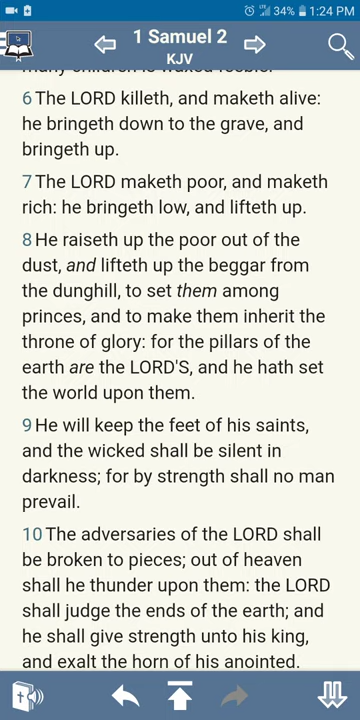 34% 1:24 PM
1 Samuel 2
KJV
many children is waxed feeble.
6 The LORD killeth, and maketh alive:
he bringeth down to the grave, and
bringeth up.
7 The LORD maketh poor, and maketh
rich: he bringeth low, and lifteth up.
8 He raiseth up the poor out of the
dust, and lifteth up the beggar from
the dunghill, to set them among
princes, and to make them inherit the
throne of glory: for the pillars of the
earth are the LORD'S, and he hath set
the world upon them.
9 He will keep the feet of his saints,
and the wicked shall be silent in
darkness; for by strength shall no man
prevail.
10 The adversaries of the LORD shall
be broken to pieces; out of heaven
shall he thunder upon them: the LORD
shall judge the ends of the earth; and
he shall give strength unto his king,
and exalt the horn of his anointed.